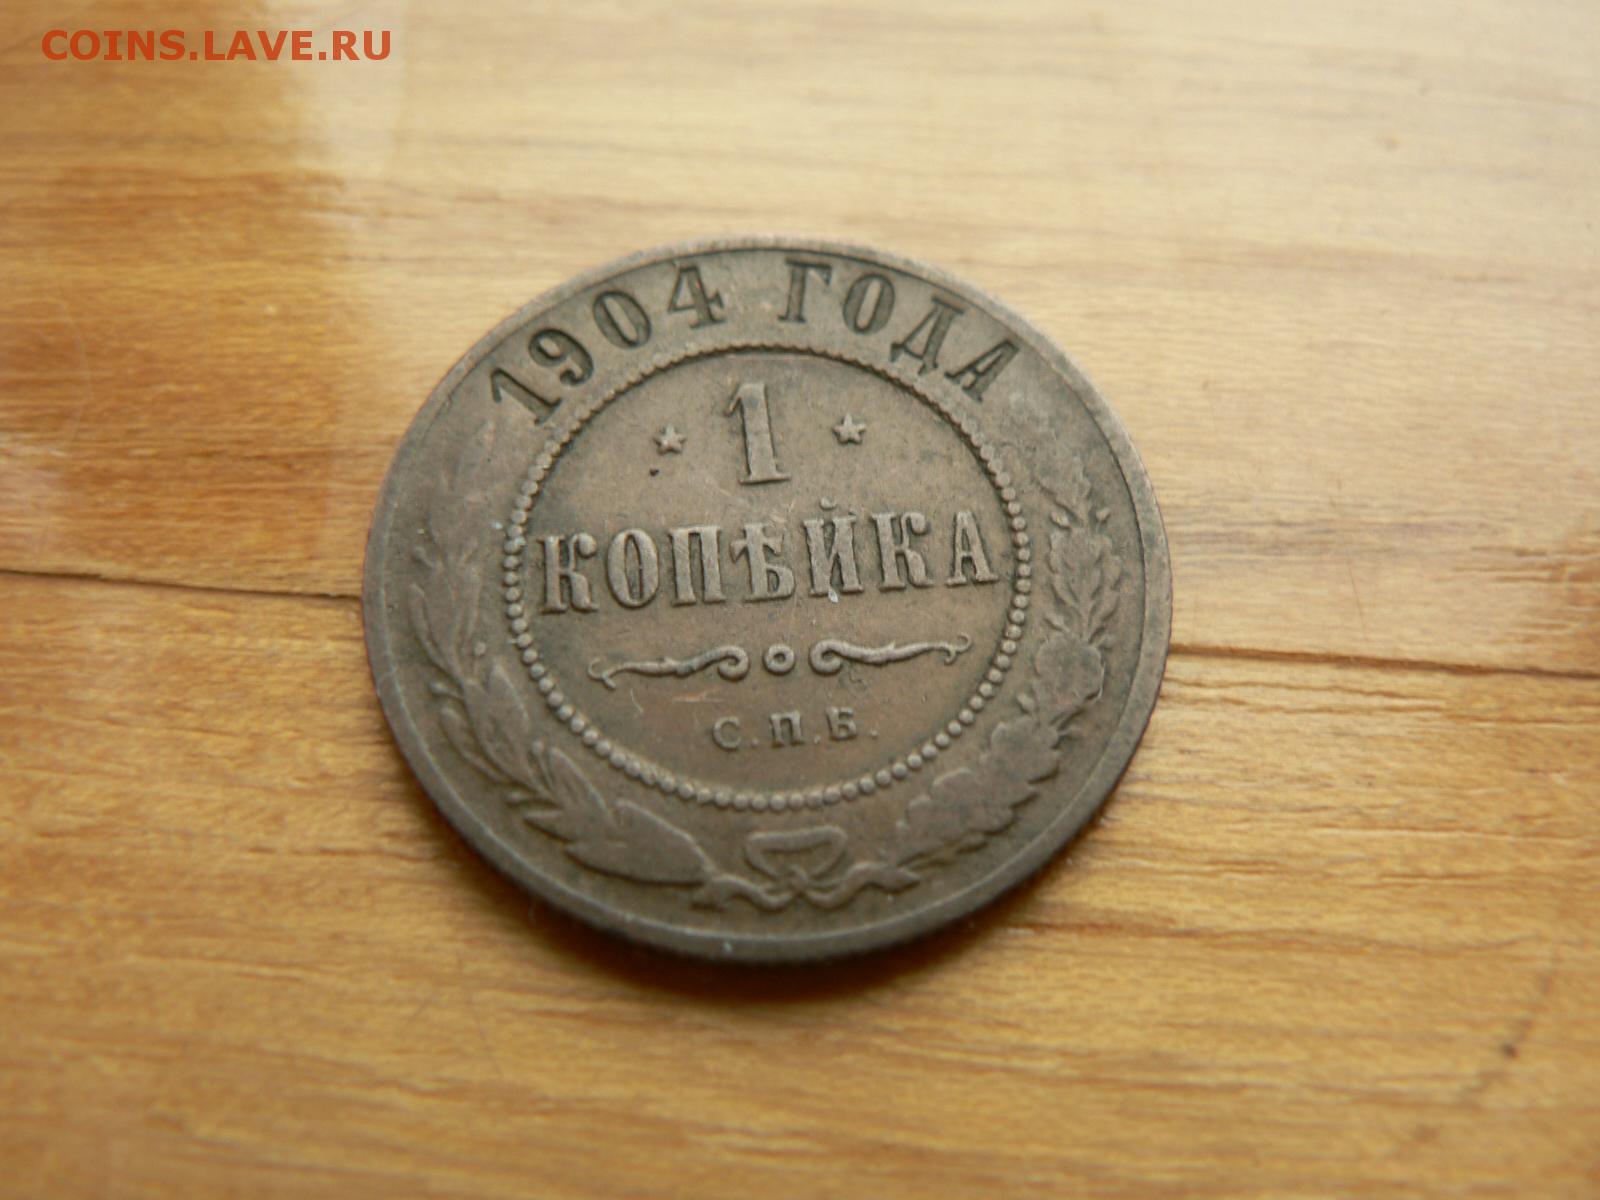 COINS.LAVE.RU
1904 ГОДА
1
КОПѢЙКА
С.П.Б.